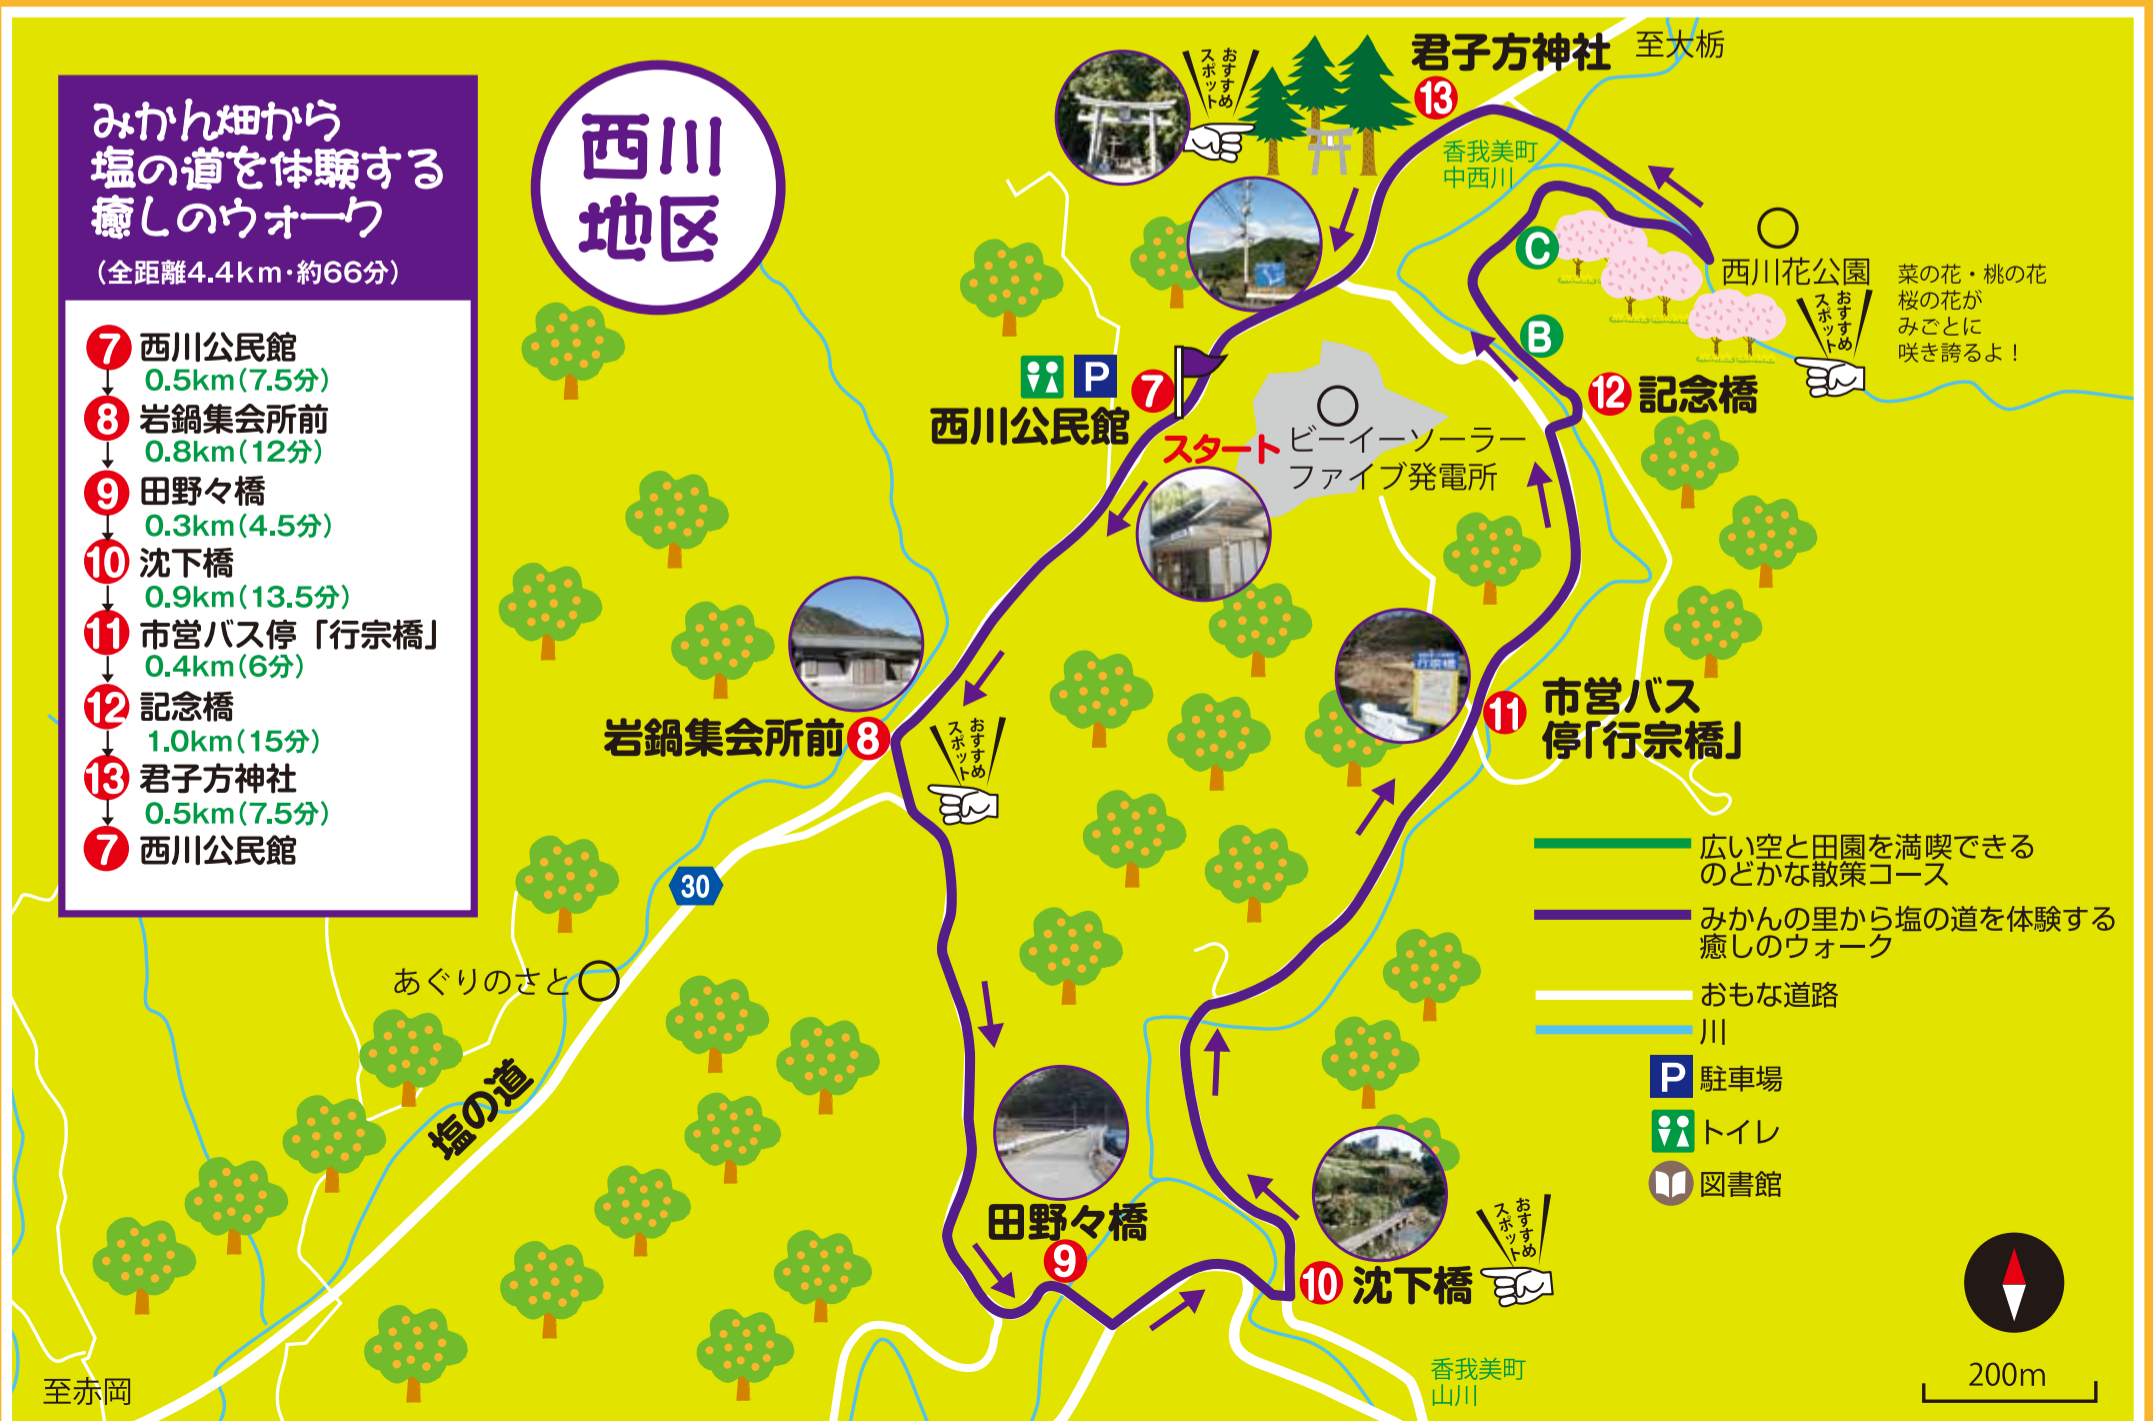 みかん畑から
塩の道を体験する
癒しのウォーク
(全距離4.4km・約66分)
7 西川公民館
0.5km(7.5分)
8 岩鍋集会所前
0.8km(12分)
9 田野々橋
0.3km(4.5分)
10 沈下橋
0.9km(13.5分)
11 市営バス停「行宗橋」
0.4km(6分)
12 記念橋
1.0km(15分)
13 君子方神社
0.5km(7.5分)
7 西川公民館
西川
地区
おすすめ
スポット
君子方神社
13
至大栃
香我美町
中西川
C
B
西川花公園
おすすめ
スポット
菜の花・桃の花
桜の花が
みごとに
咲き誇るよ！
12 記念橋
P
7
西川公民館
スタート
ビーイーソーラー
ファイブ発電所
岩鍋集会所前 8
おすすめ
スポット
行宗橋
11
市営バス
停「行宗橋」
30
あぐりのさと
塩の道
田野々橋
9
10 沈下橋
おすすめ
スポット
香我美町
山川
至赤岡
広い空と田園を満喫できる
のどかな散策コース
みかんの里から塩の道を体験する
癒しのウォーク
おもな道路
川
P 駐車場
トイレ
図書館
200m